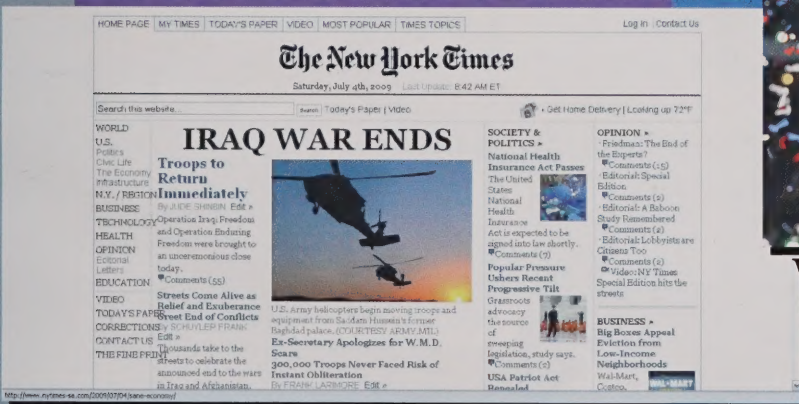 HOME PAGE MY TIMES TODAY'S PAPER VIDEO MOST POPULAR TIMES TOPICS
Log In Contact Us
The New York Times
Saturday, July 4th, 2009 Last Update: 8:42 AM ET
Search this website...
Search Today's Paper | Video
Get Home Delivery | Looking up 72°F
WORLD
U.S.
Politics
Civic Life
The Economy
Infrastructure
N.Y. / REGION
BUSINESS
TECHNOLOGY
HEALTH
OPINION
Editorial
Letters
EDUCATION
VIDEO
TODAY'S PAPER
CORRECTIONS
CONTACT US
THE FINE PRINT
IRAQ WAR ENDS
Troops to
Return
Immediately
By JUDE SHINBIN Edit »
Operation Iraqi Freedom
and Operation Enduring
Freedom were brought to
an unceremonious close
today.
Comments (55)
Streets Come Alive as
Relief and Exuberance
Greet End of Conflicts
By SCHUYLER FRANK
Edit »
Thousands take to the
streets to celebrate the
announced end to the wars
in Iraq and Afghanistan.
U.S. Army helicopters begin moving troops and
equipment from Saddam Hussein's former
Baghdad palace. (COURTESY ARMY.MIL)
Ex-Secretary Apologizes for W.M.D.
Scare
300,000 Troops Never Faced Risk of
Instant Obliteration
By FRANK LARIMORE Edit »
SOCIETY &
POLITICS »
National Health
Insurance Act Passes
The United
States
National
Health
Insurance
Act is expected to be
signed into law shortly.
Comments (7)
Popular Pressure
Ushers Recent
Progressive Tilt
Grassroots
advocacy
the source
of
sweeping
legislation, study says.
Comments (2)
USA Patriot Act
Repealed
OPINION »
· Friedman: The End of
the Experts?
Comments (15)
· Editorial: Special
Edition
Comments (2)
· Editorial: A Baboon
Study Remembered
Comments (2)
· Editorial: Lobbyists are
Citizens Too
Comments (2)
Video: NY Times
Special Edition hits the
streets
BUSINESS »
Big Boxes Appeal
Eviction from
Low-Income
Neighborhoods
Wal-Mart,
Costco,
WAL-MART
http://www.nytimes-se.com/2009/07/04/sane-economy/